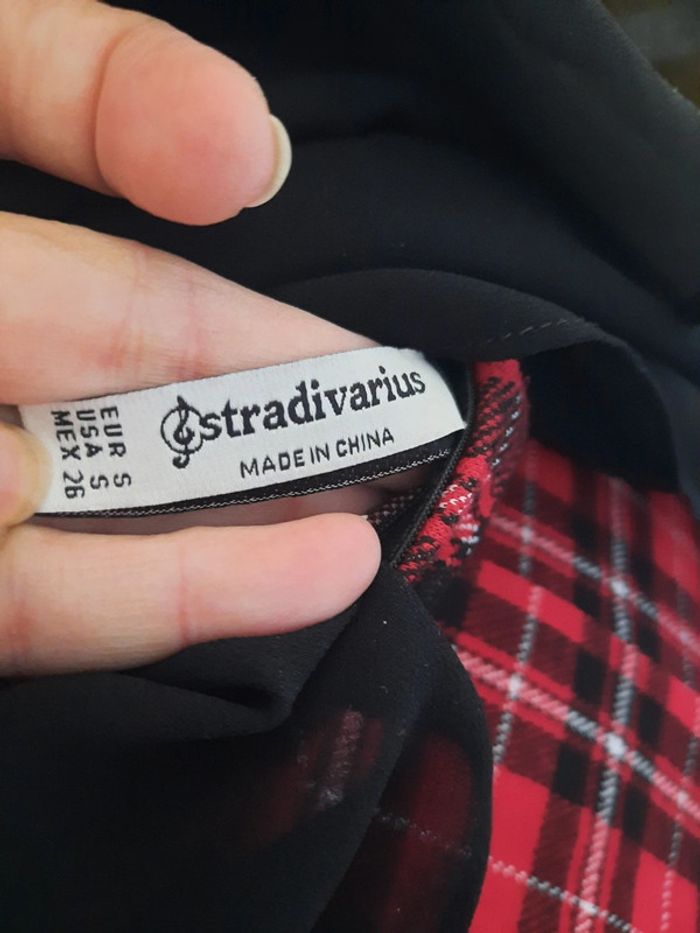 stradivarius
MADE IN CHINA
EUR S
USA S
MEX 26